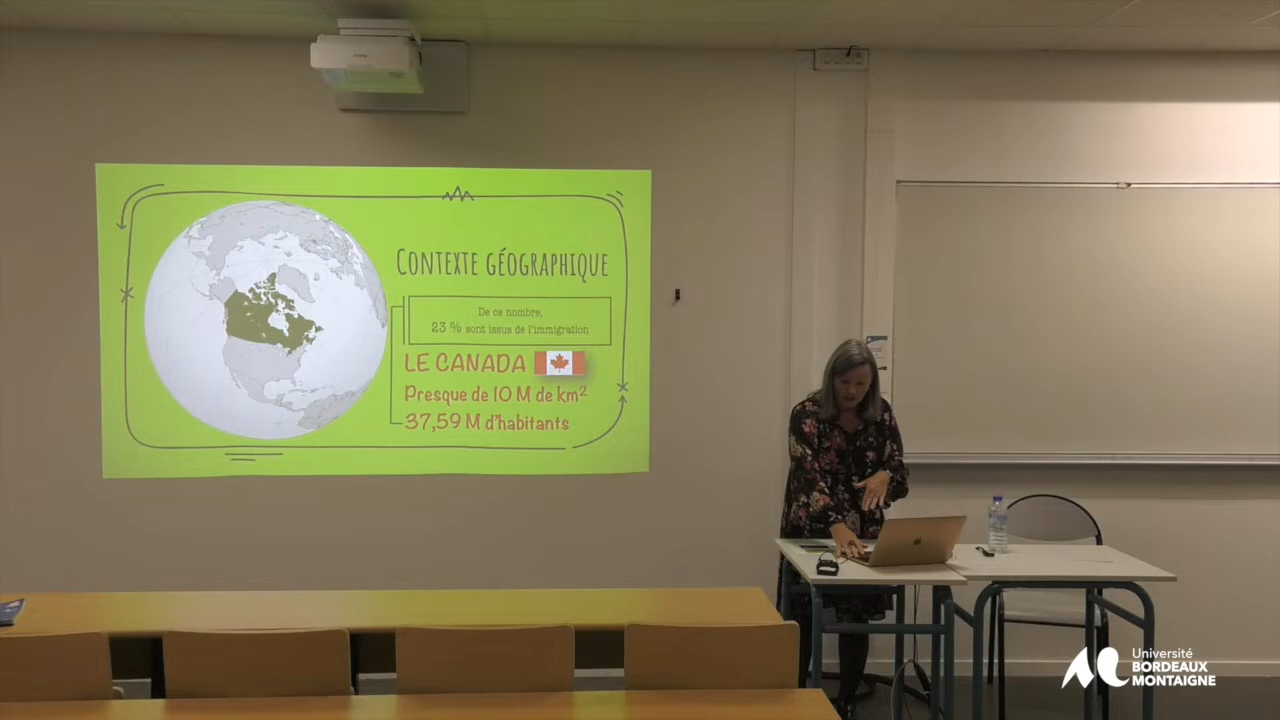 CONTEXTE GÉOGRAPHIQUE
De ce nombre,
23 % sont issus de l'immigration
LE CANADA
Presque de 10 M de km²
37,59 M d'habitants
Université
BORDEAUX
MONTAIGNE